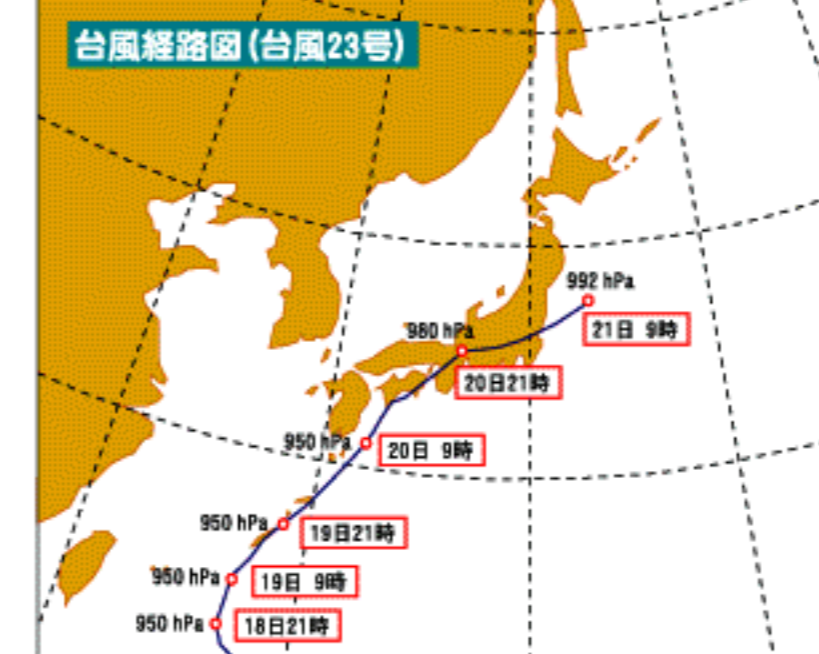 台風経路図(台風23号)
992 hPa
21日 9時
980 hPa
20日21時
950 hPa
20日 9時
950 hPa
19日21時
950 hPa
19日 9時
950 hPa
18日21時